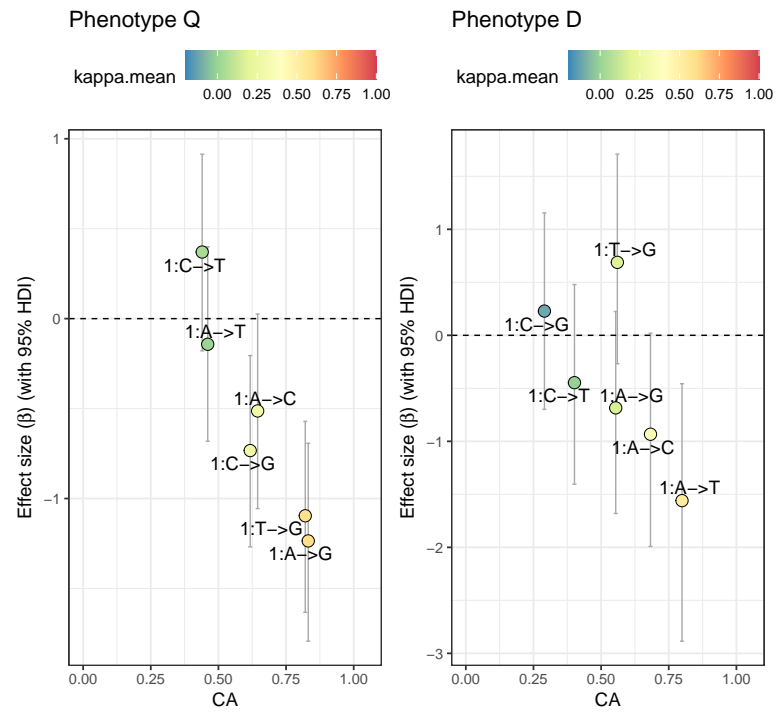 Phenotype Q
kappa.mean
0.00 0.25 0.50 0.75 1.00
1
0
−1
Effect size (β) (with 95% HDI)
1:C−>T
1:A−>T
1:A−>C
1:C−>G
1:T−>G
1:A−>G
0.00 0.25 0.50 0.75 1.00
CA
Phenotype D
kappa.mean
0.00 0.25 0.50 0.75 1.00
1
0
−1
−2
−3
Effect size (β) (with 95% HDI)
1:T−>G
1:C−>G
1:C−>T
1:A−>G
1:A−>C
1:A−>T
0.00 0.25 0.50 0.75 1.00
CA